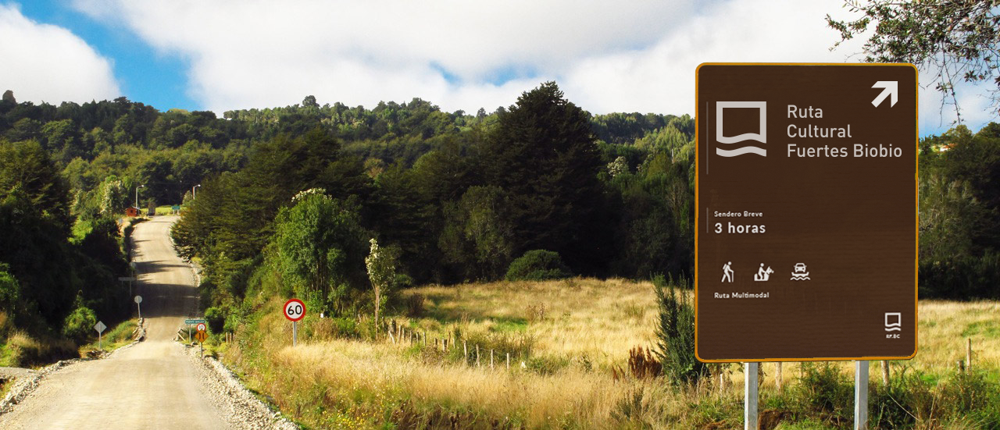 Ruta
Cultural
Fuertes Biobio
Sendero Breve
3 horas
Ruta Multimodal
60